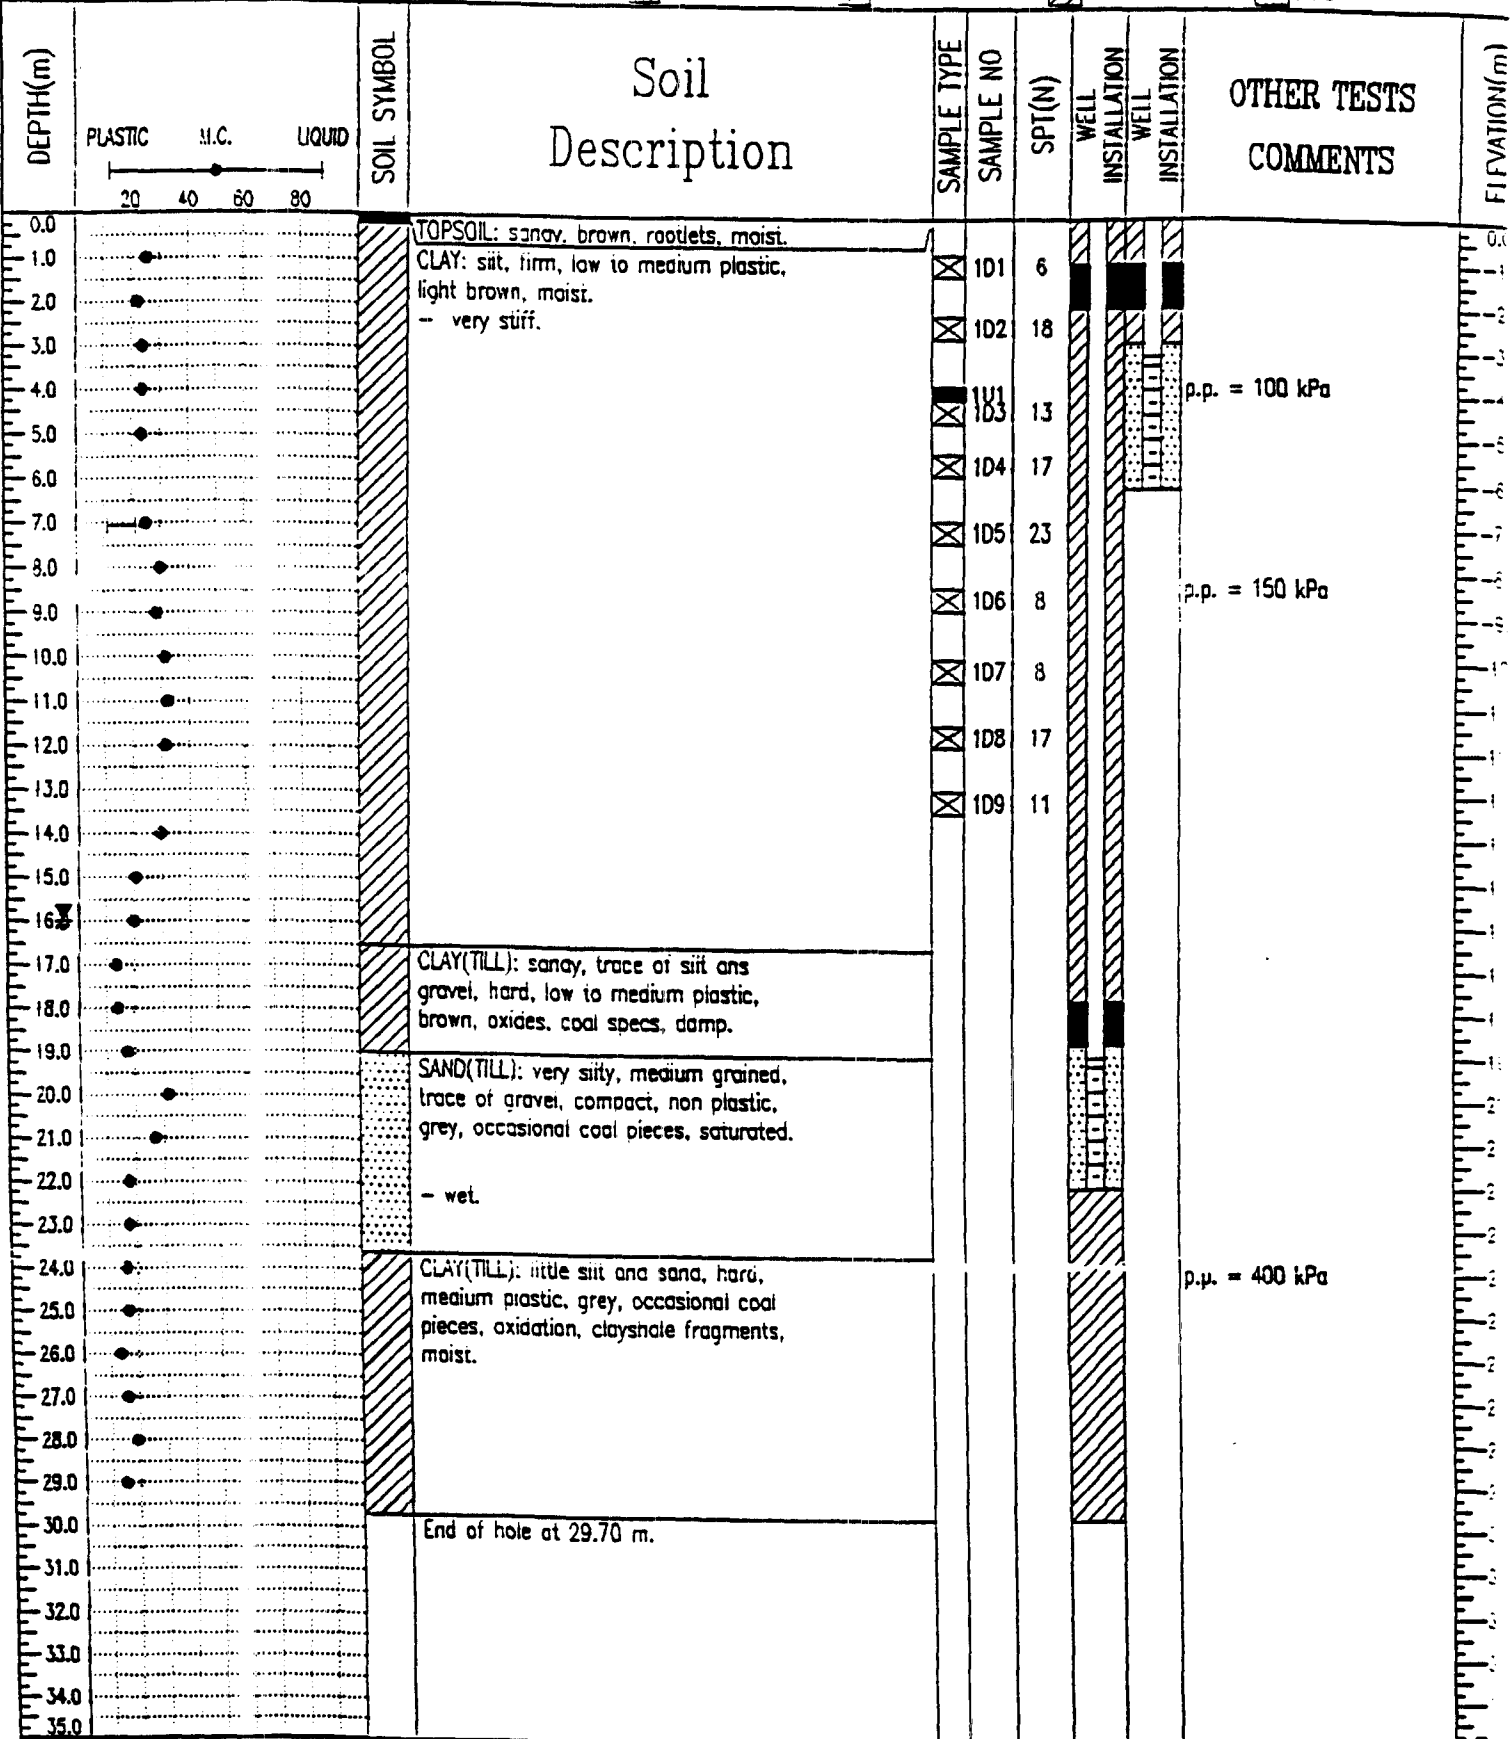 DEPTH(m)
PLASTIC M.C. LIQUID
20 40 60 80
SOIL SYMBOL
Soil
Description
SAMPLE TYPE
SAMPLE NO
SPT(N)
WELL
INSTALLATION
WELL
INSTALLATION
OTHER TESTS
COMMENTS
ELEVATION(m)
0.0
TOPSOIL: sandy, brown, rootlets, moist.
1.0
CLAY: silt, firm, low to medium plastic,
light brown, moist.
1D1 6
2.0
-- very stiff.
1D2 18
3.0
4.0
1U1
p.p. = 100 kPa
1D3 13
5.0
1D4 17
6.0
7.0
1D5 23
8.0
p.p. = 150 kPa
1D6 8
9.0
10.0
1D7 8
11.0
12.0
1D8 17
13.0
1D9 11
14.0
15.0
16
17.0
CLAY(TILL): sandy, trace of silt ans
gravel, hard, low to medium plastic,
18.0
brown, oxides, coal specs, damp.
19.0
SAND(TILL): very silty, medium grained,
20.0
trace of gravel, compact, non plastic,
21.0
grey, occasional coal pieces, saturated.
22.0
- wet.
23.0
24.0
CLAY(TILL): little silt and sand, hard,
p.p. = 400 kPa
25.0
medium plastic, grey, occasional coal
pieces, oxidation, clayshale fragments,
26.0
moist.
27.0
28.0
29.0
30.0
End of hole at 29.70 m.
31.0
32.0
33.0
34.0
35.0